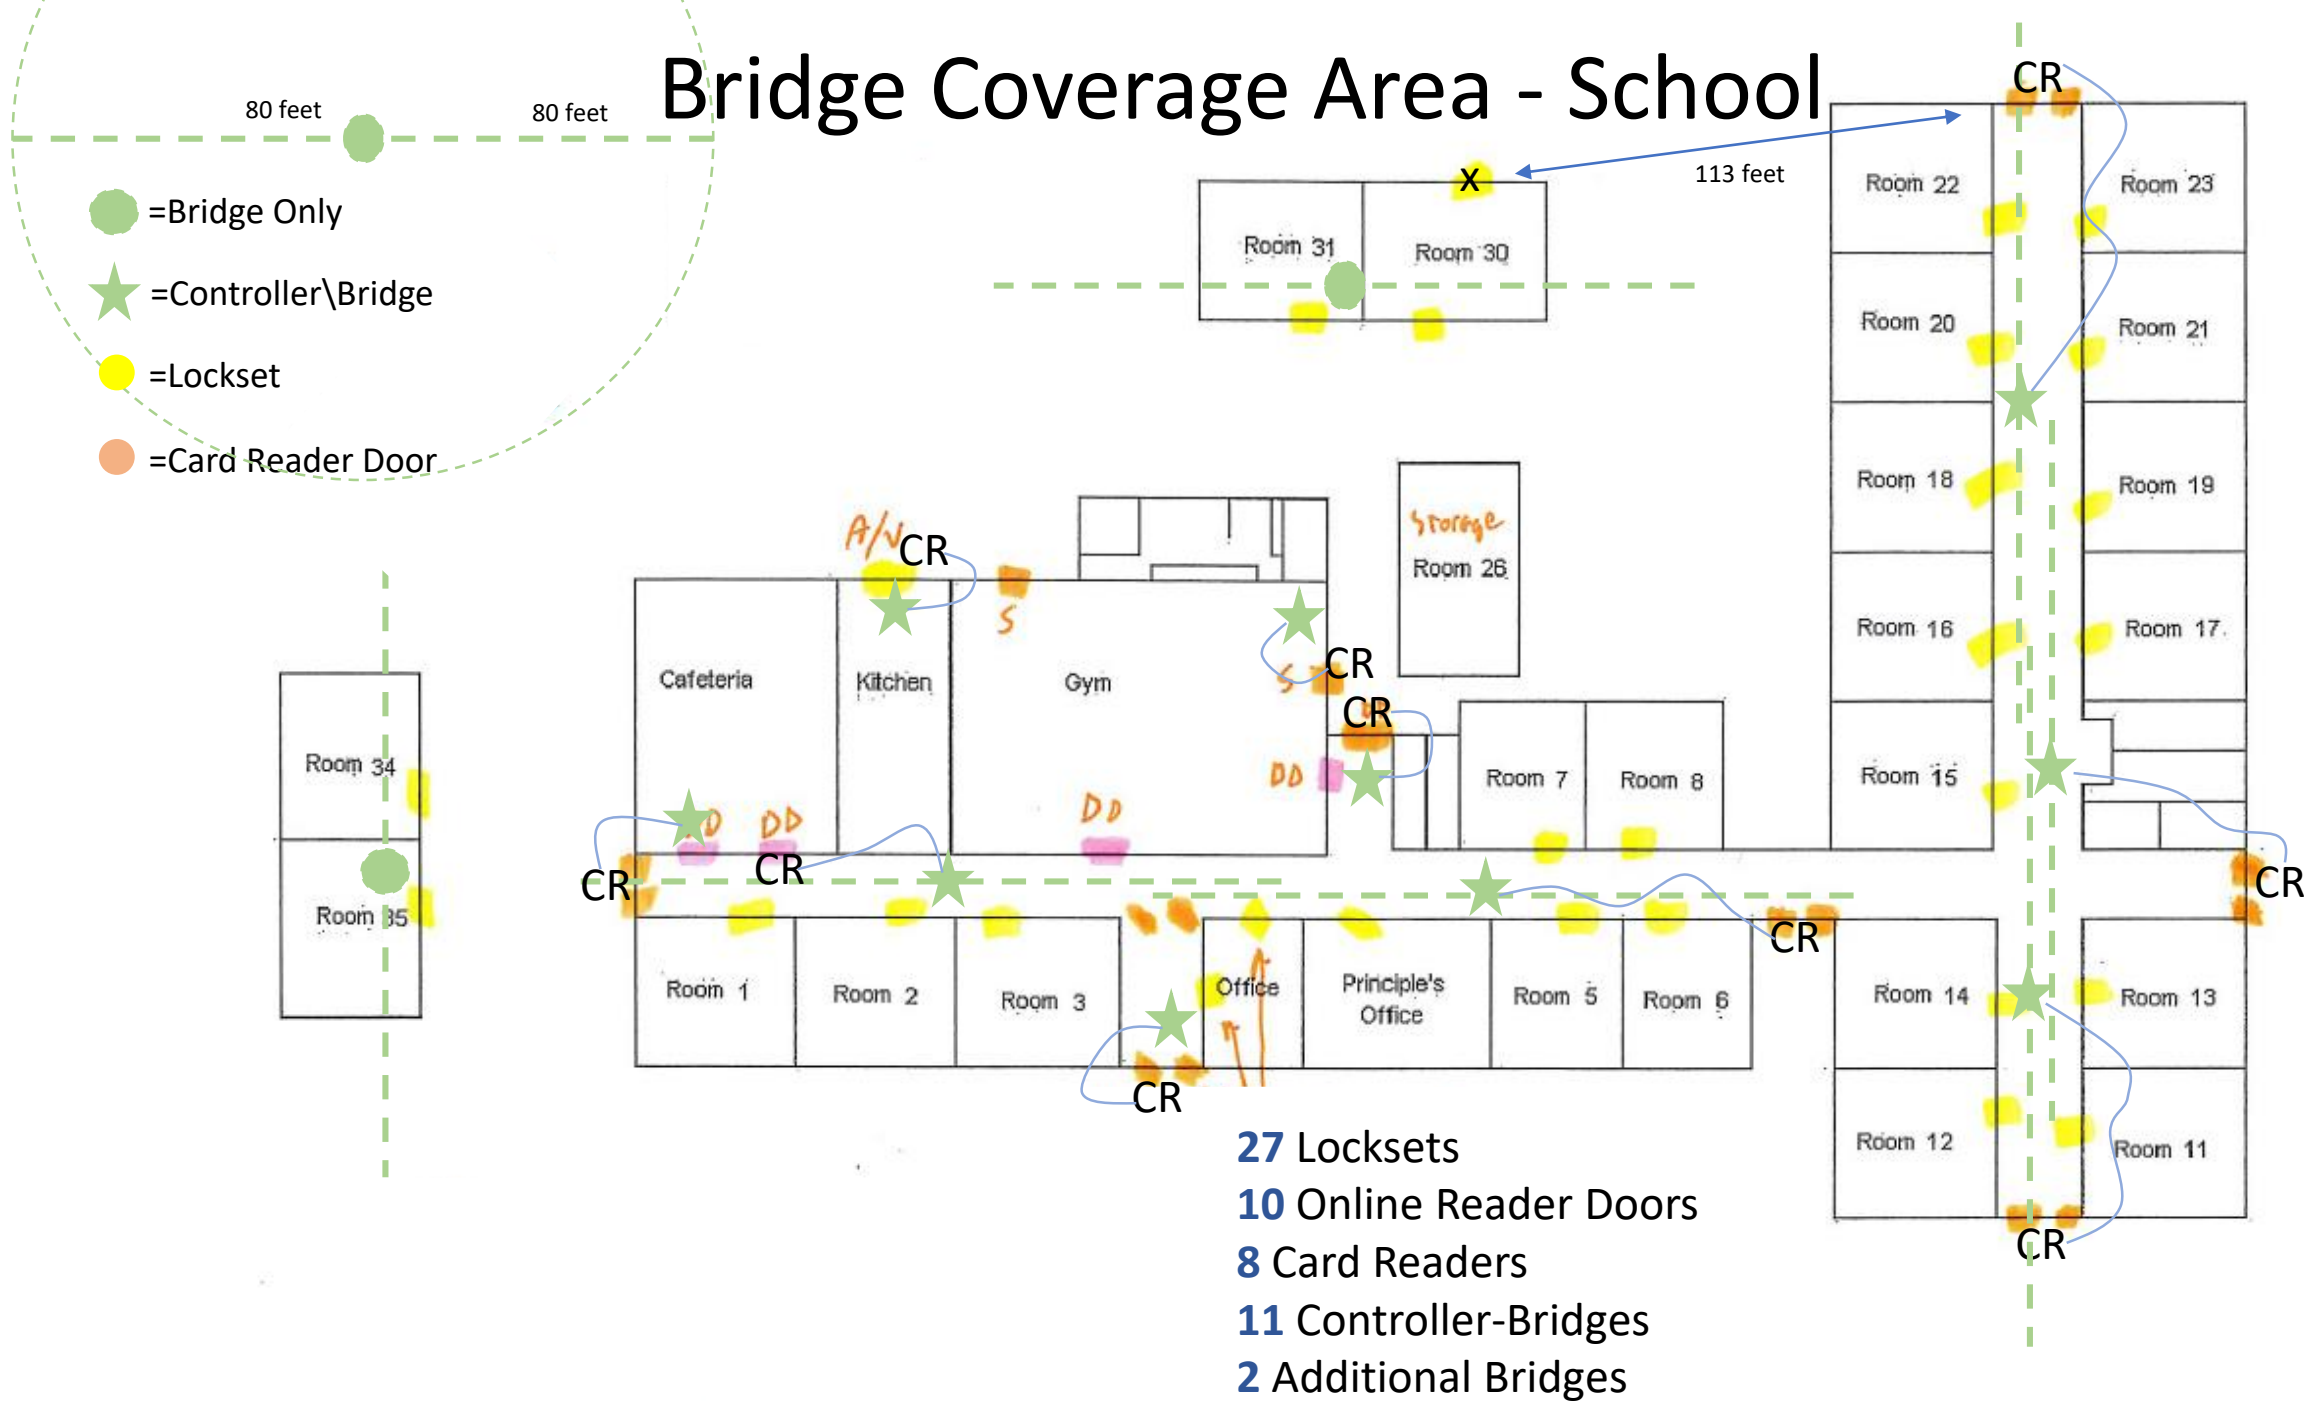 Bridge Coverage Area - School
80 feet
80 feet
=Bridge Only
=Controller\Bridge
=Lockset
=Card Reader Door
CR
113 feet
X
Room 22
Room 23
Room 31
Room 30
Room 20
Room 21
Room 18
Room 19
Storage
Room 26
A/V
CR
S
Room 16
Room 17
Cafeteria
Kitchen
Gym
S
CR
CR
Room 34
DD
Room 7
Room 8
Room 15
DD
DD
CR
CR
CR
Room 35
CR
Room 1
Room 2
Room 3
Office
Principle's
Office
Room 5
Room 6
Room 14
Room 13
CR
Room 12
Room 11
CR
27 Locksets
10 Online Reader Doors
8 Card Readers
11 Controller-Bridges
2 Additional Bridges